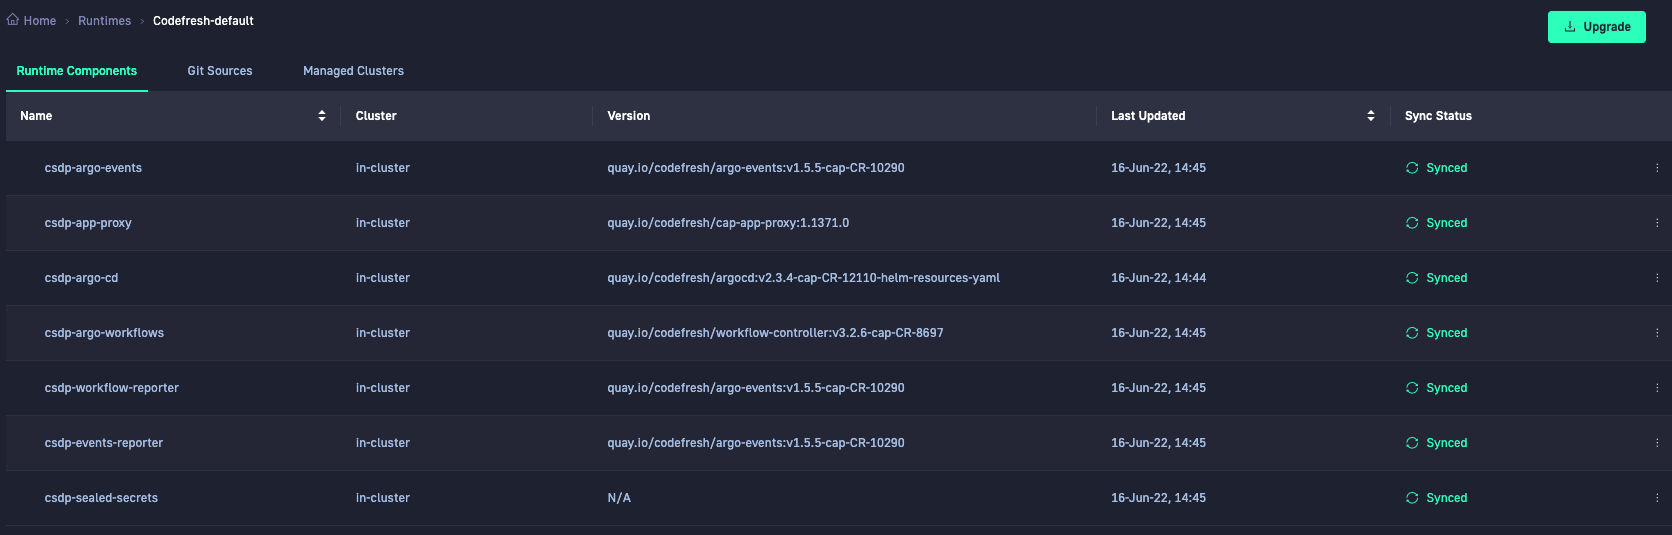 Home > Runtimes > Codefresh-default
Upgrade
Runtime Components Git Sources Managed Clusters
Name Cluster Version Last Updated Sync Status
csdp-argo-events in-cluster quay.io/codefresh/argo-events:v1.5.5-cap-CR-10290 16-Jun-22, 14:45 Synced
csdp-app-proxy in-cluster quay.io/codefresh/cap-app-proxy:1.1371.0 16-Jun-22, 14:45 Synced
csdp-argo-cd in-cluster quay.io/codefresh/argocd:v2.3.4-cap-CR-12110-helm-resources-yaml 16-Jun-22, 14:44 Synced
csdp-argo-workflows in-cluster quay.io/codefresh/workflow-controller:v3.2.6-cap-CR-8697 16-Jun-22, 14:45 Synced
csdp-workflow-reporter in-cluster quay.io/codefresh/argo-events:v1.5.5-cap-CR-10290 16-Jun-22, 14:45 Synced
csdp-events-reporter in-cluster quay.io/codefresh/argo-events:v1.5.5-cap-CR-10290 16-Jun-22, 14:45 Synced
csdp-sealed-secrets in-cluster N/A 16-Jun-22, 14:45 Synced